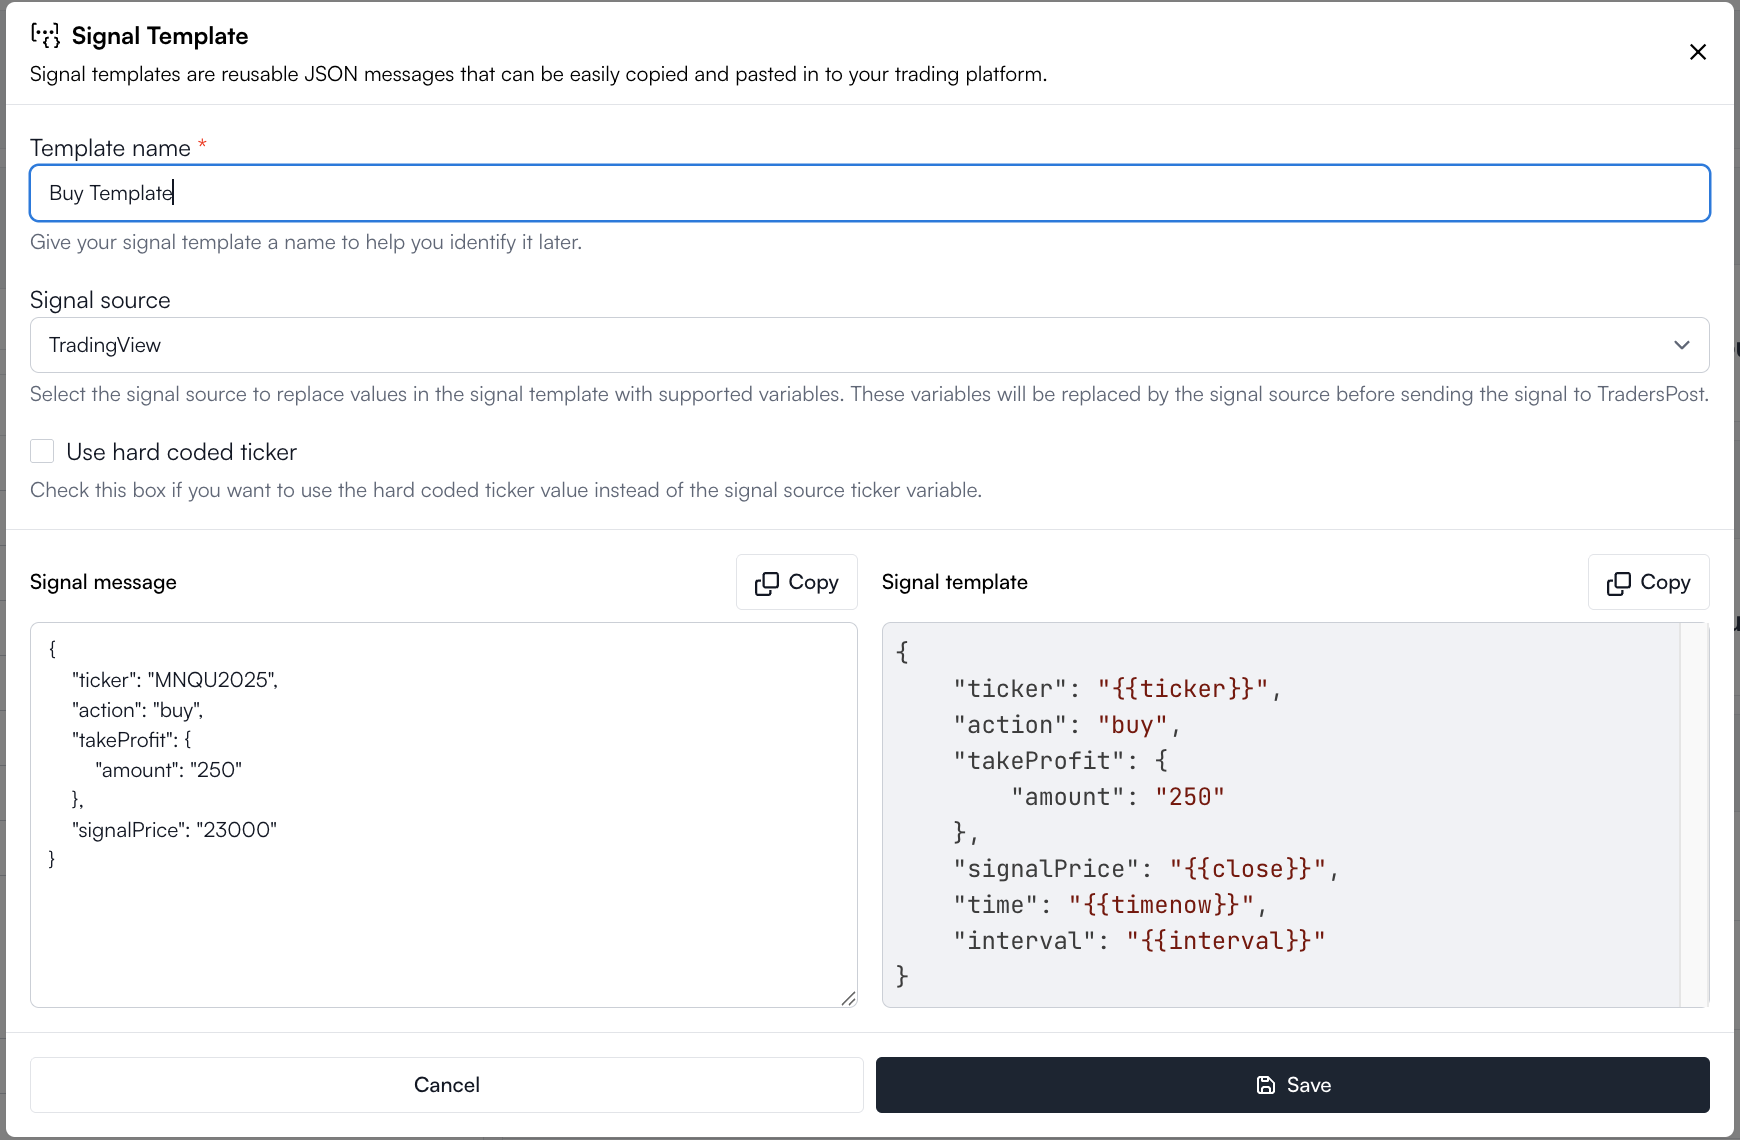 Signal Template
Signal templates are reusable JSON messages that can be easily copied and pasted in to your trading platform.
Template name *
Buy Template
Give your signal template a name to help you identify it later.
Signal source
TradingView
Select the signal source to replace values in the signal template with supported variables. These variables will be replaced by the signal source before sending the signal to TradersPost.
Use hard coded ticker
Check this box if you want to use the hard coded ticker value instead of the signal source ticker variable.
Signal message
Copy
{
    "ticker": "MNQU2025",
    "action": "buy",
    "takeProfit": {
        "amount": "250"
    },
    "signalPrice": "23000"
}
Signal template
Copy
{
    "ticker": "{{ticker}}",
    "action": "buy",
    "takeProfit": {
        "amount": "250"
    },
    "signalPrice": "{{close}}",
    "time": "{{timenow}}",
    "interval": "{{interval}}"
}
Cancel
Save